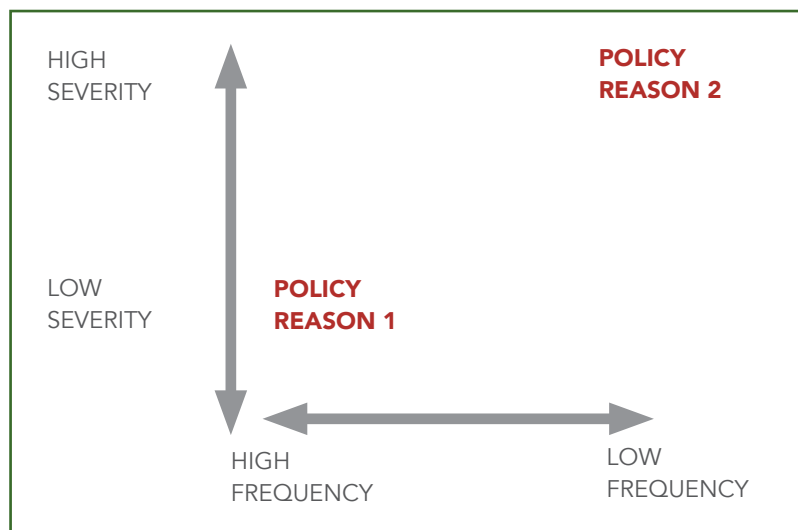 HIGH
SEVERITY
POLICY
REASON 2
LOW
SEVERITY
POLICY
REASON 1
HIGH
FREQUENCY
LOW
FREQUENCY